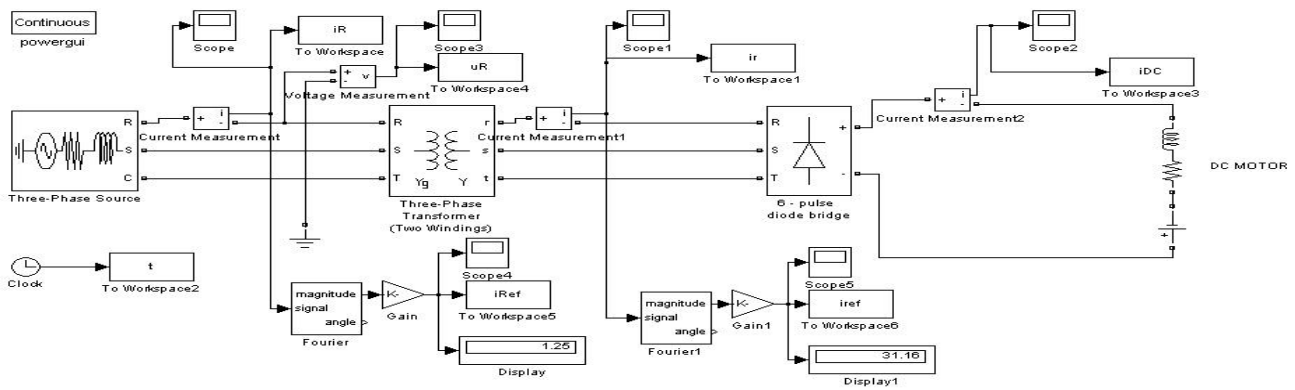 Continuous
powergui
Scope
iR
To Workspace
Scope3
uR
To Workspace4
+
-
v
Voltage Measurement
Scope1
ir
To Workspace1
Scope2
iDC
To Workspace3
R
S
C
Three-Phase Source
+
i
-
Current Measurement
R
S
T
r
s
t
Yg
Y
Three-Phase
Transformer
(Two Windings)
+
i
-
Current Measurement1
R
S
T
+
-
6 - pulse
diode bridge
+
i
-
Current Measurement2
DC MOTOR
+
Clock
t
To Workspace2
magnitude
signal
angle
Fourier
K-
Gain
Scope4
iRef
To Workspace5
1.25
Display
magnitude
signal
angle
Fourier1
K-
Gain1
Scope5
iref
To Workspace6
31.16
Display1